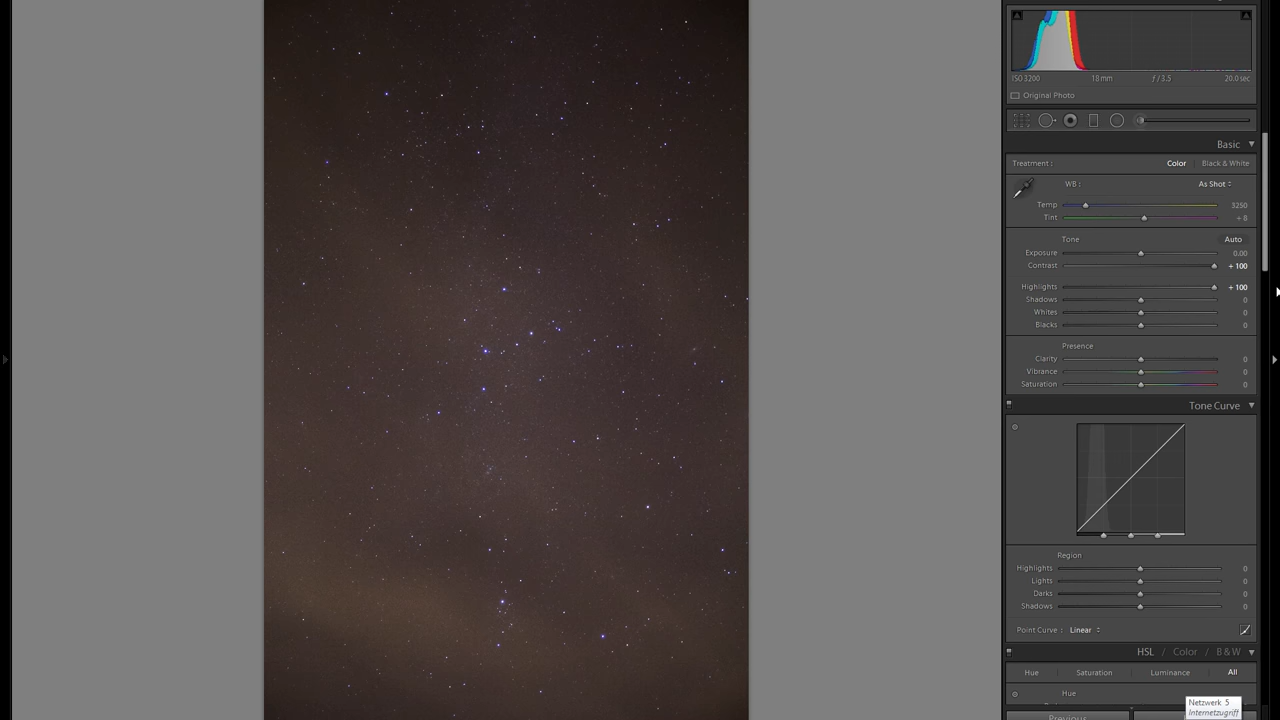 ISO 3200 18 mm ƒ / 3.5 20.0 sec
Original Photo
Basic
Treatment : Color Black & White
WB : As Shot
Temp 3250
Tint + 8
Tone Auto
Exposure 0.00
Contrast + 100
Highlights + 100
Shadows 0
Whites 0
Blacks 0
Presence
Clarity 0
Vibrance 0
Saturation 0
Tone Curve
Region
Highlights 0
Lights 0
Darks 0
Shadows 0
Point Curve : Linear
HSL / Color / B & W
Hue Saturation Luminance All
Hue
Netzwerk 5
Internetzugriff
Previous